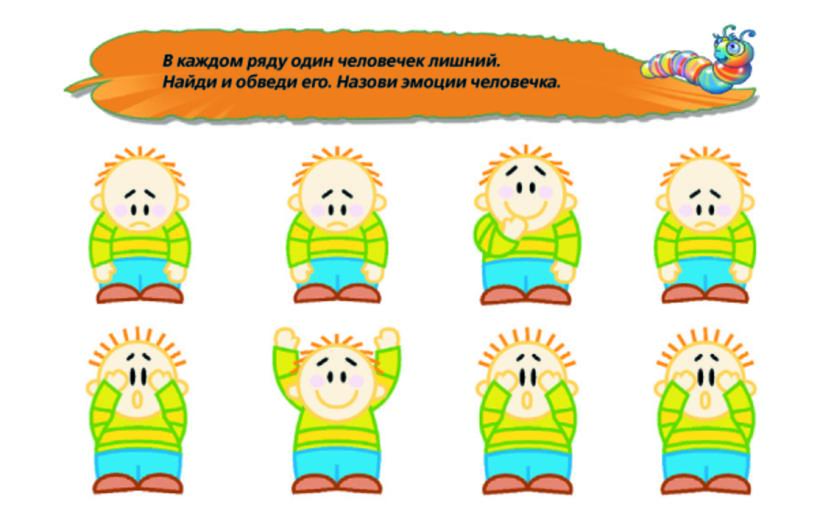 В каждом ряду один человечек лишний.
Найди и обведи его. Назови эмоции человечка.